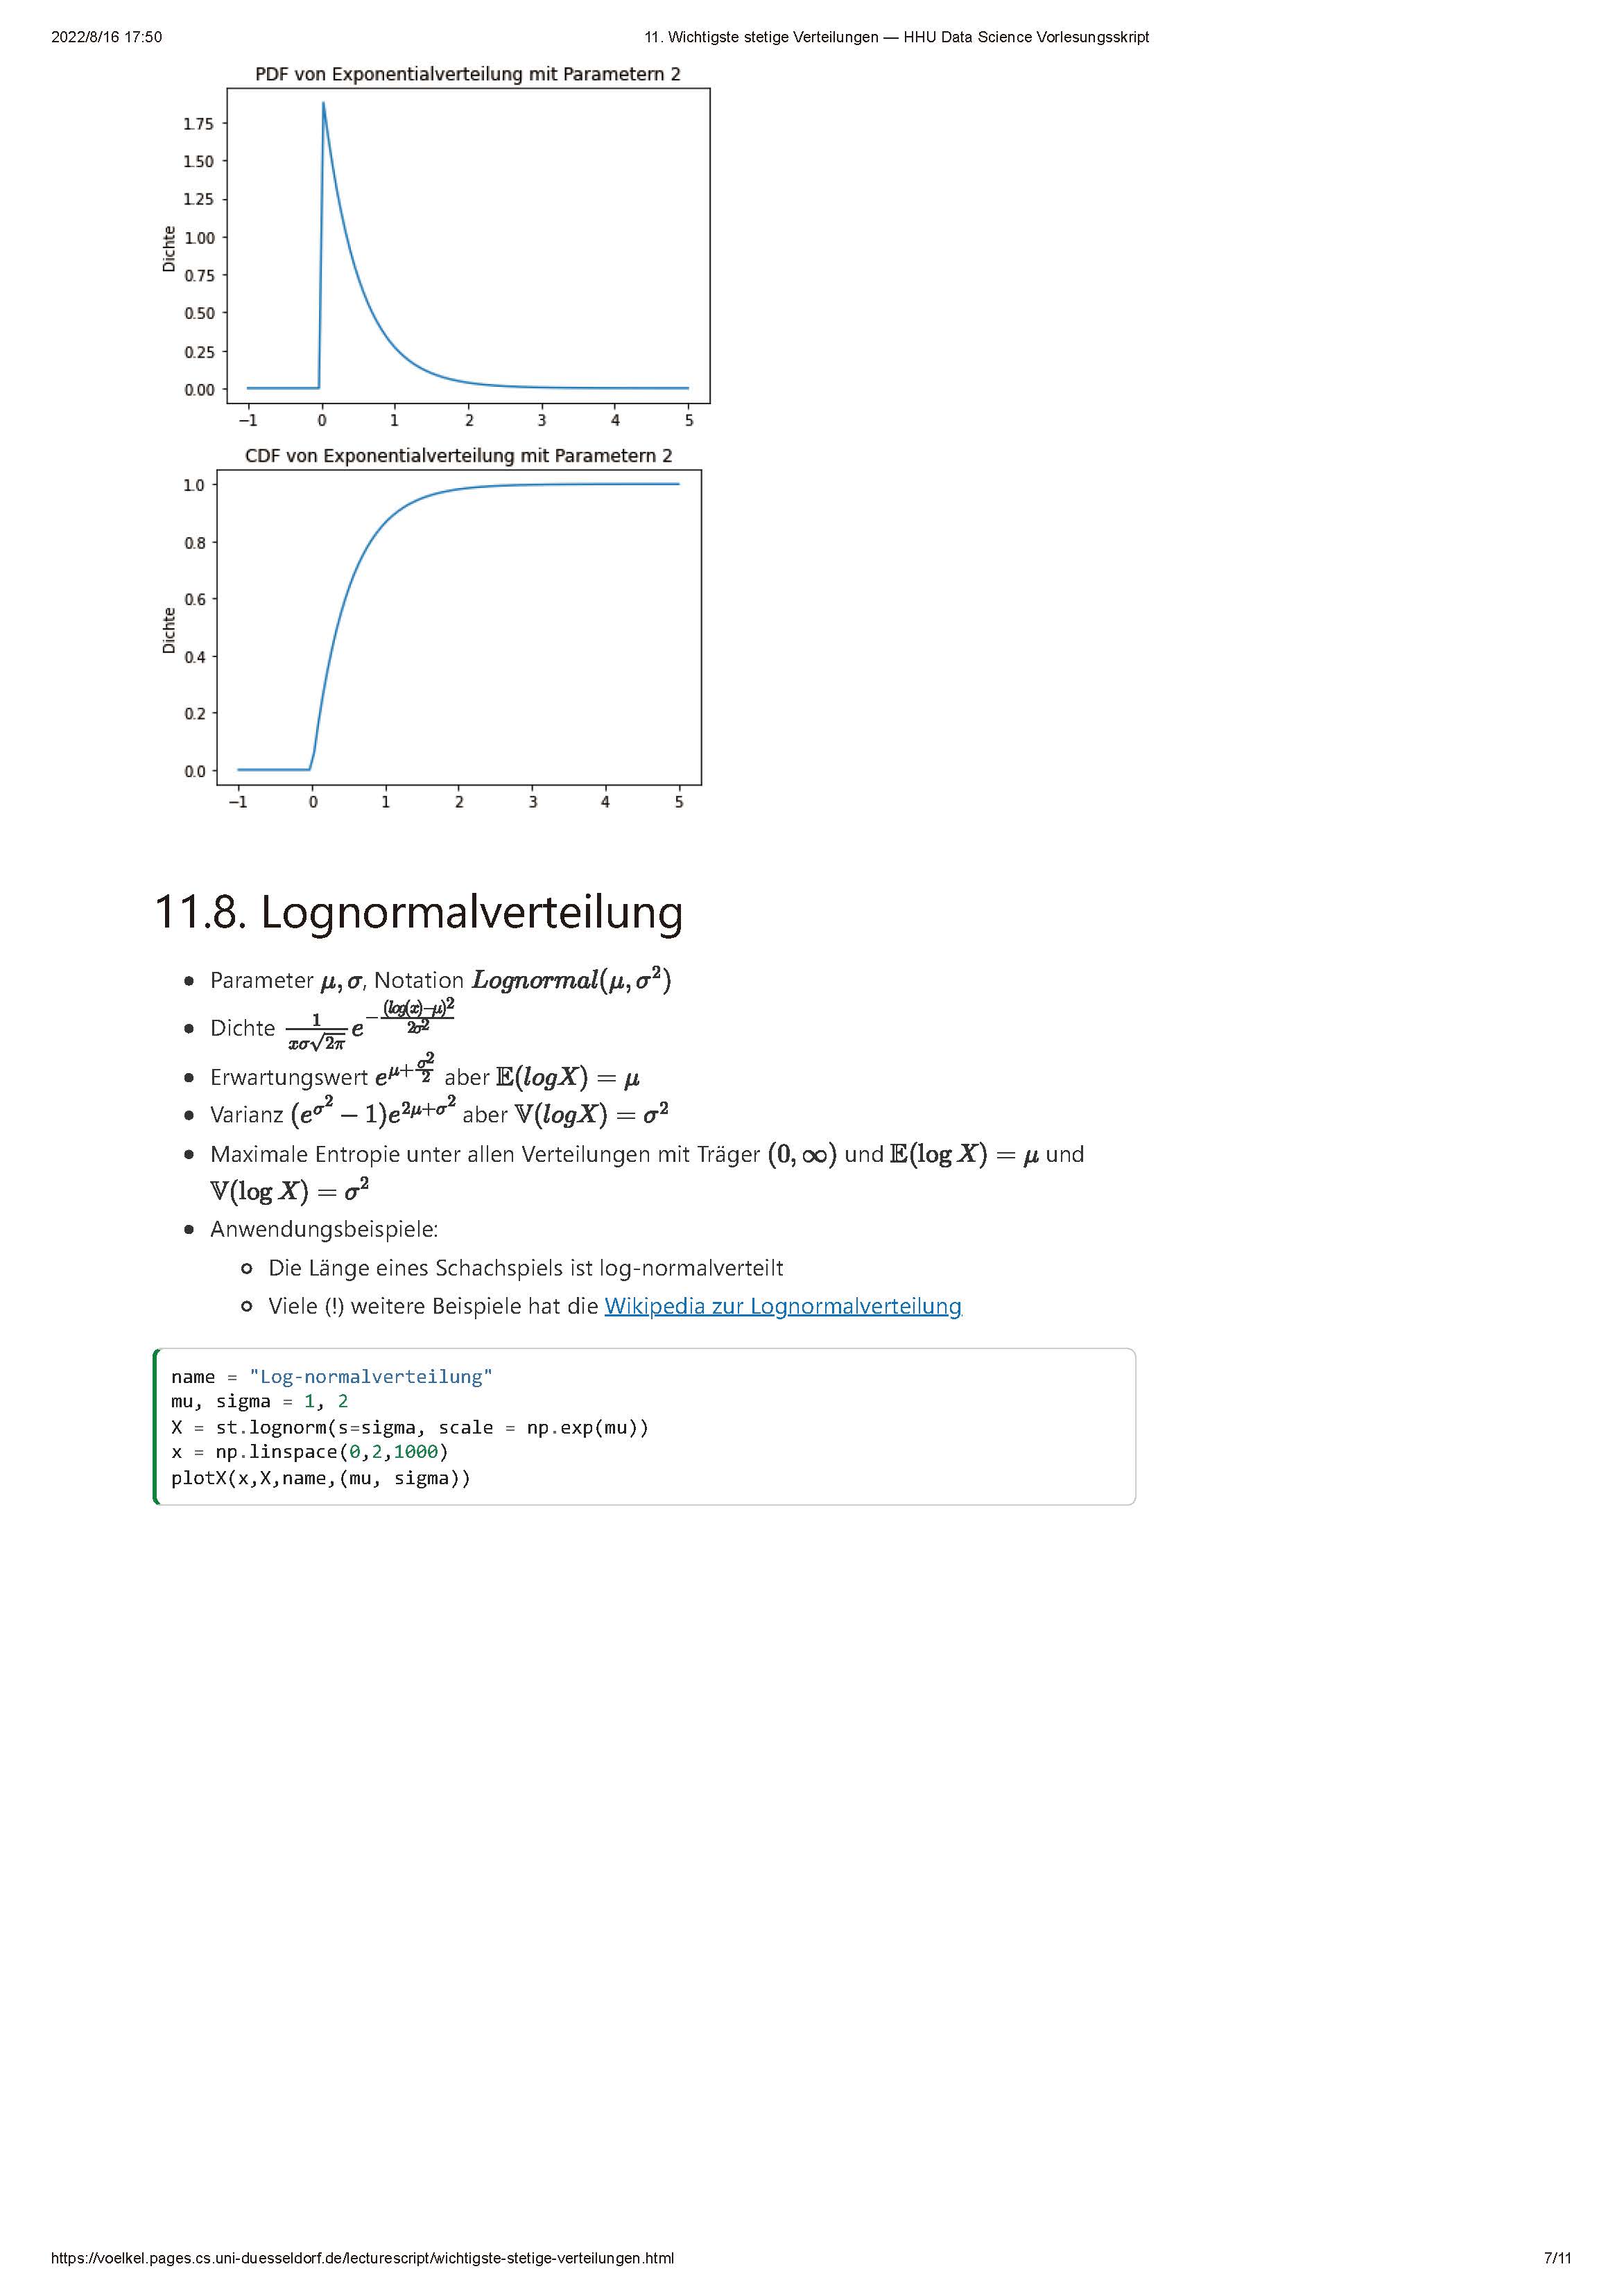 2022/8/16 17:50
11. Wichtigste stetige Verteilungen — HHU Data Science Vorlesungsskript
PDF von Exponentialverteilung mit Parametern 2
1.75
1.50
1.25
1.00
0.75
0.50
0.25
0.00
Dichte
−1 0 1 2 3 4 5
CDF von Exponentialverteilung mit Parametern 2
1.0
0.8
0.6
0.4
0.2
0.0
Dichte
−1 0 1 2 3 4 5
11.8. Lognormalverteilung
• Parameter $\mu, \sigma$, Notation $Lognormal(\mu, \sigma^2)$
• Dichte $\frac{1}{x\sigma\sqrt{2\pi}} e^{-\frac{(log(x)-\mu)^2}{2\sigma^2}}$
• Erwartungswert $e^{\mu+\frac{\sigma^2}{2}}$ aber $\mathbb{E}(logX) = \mu$
• Varianz $(e^{\sigma^2} - 1)e^{2\mu+\sigma^2}$ aber $\mathbb{V}(logX) = \sigma^2$
• Maximale Entropie unter allen Verteilungen mit Träger $(0, \infty)$ und $\mathbb{E}(\log X) = \mu$ und
$\mathbb{V}(\log X) = \sigma^2$
• Anwendungsbeispiele:
◦ Die Länge eines Schachspiels ist log-normalverteilt
◦ Viele (!) weitere Beispiele hat die Wikipedia zur Lognormalverteilung
name = "Log-normalverteilung"
mu, sigma = 1, 2
X = st.lognorm(s=sigma, scale = np.exp(mu))
x = np.linspace(0,2,1000)
plotX(x,X,name,(mu, sigma))
https://voelkel.pages.cs.uni-duesseldorf.de/lecturescript/wichtigste-stetige-verteilungen.html
7/11